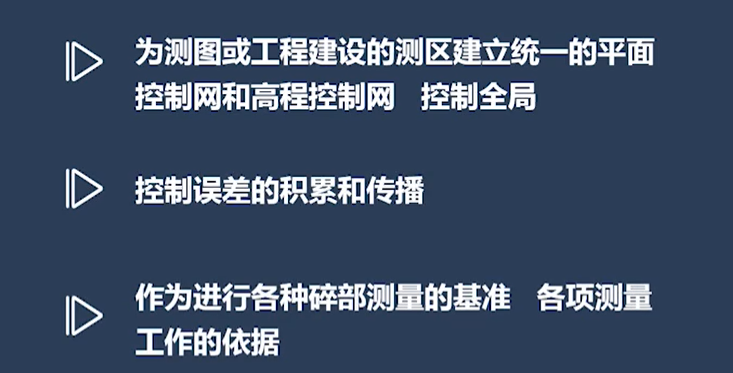 为测图或工程建设的测区建立统一的平面
控制网和高程控制网 控制全局
控制误差的积累和传播
作为进行各种碎部测量的基准 各项测量
工作的依据